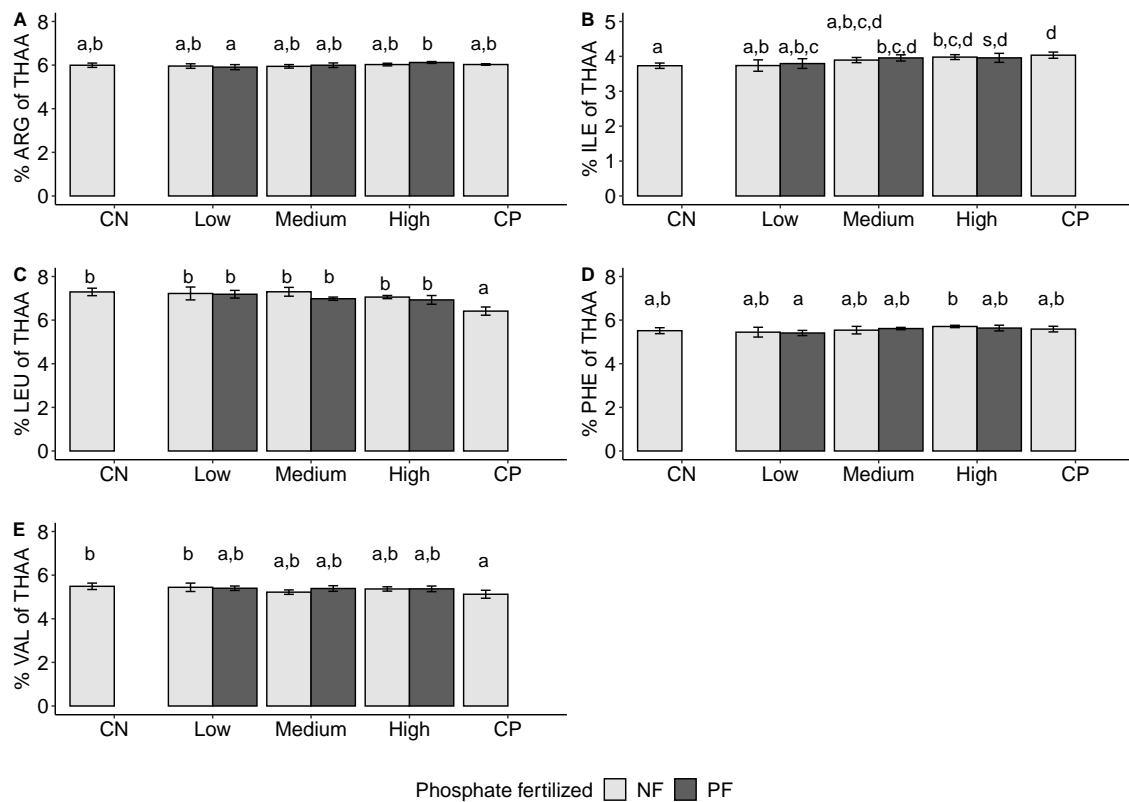 A
% ARG of THAA
8
6
4
2
0
a,b a,b a a,b a,b a,b b a,b
CN Low Medium High CP
B
% ILE of THAA
5
4
3
2
1
0
a a,b a,b,c a,b,c,d b,c,d b,c,d s,d d
CN Low Medium High CP
C
% LEU of THAA
8
6
4
2
0
b b b b b b b a
CN Low Medium High CP
D
% PHE of THAA
8
6
4
2
0
a,b a,b a a,b a,b b a,b a,b
CN Low Medium High CP
E
% VAL of THAA
8
6
4
2
0
b b a,b a,b a,b a,b a,b a
CN Low Medium High CP
Phosphate fertilized NF PF